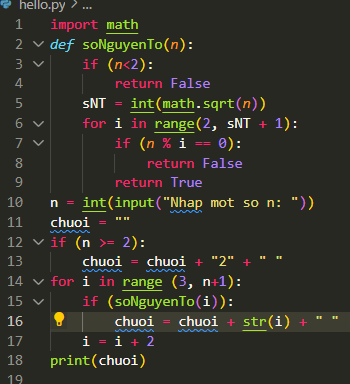 hello.py > ...
1 import math
2 def soNguyenTo(n):
3     if (n<2):
4         return False
5     sNT = int(math.sqrt(n))
6     for i in range(2, sNT + 1):
7         if (n % i == 0):
8             return False
9         return True
10 n = int(input("Nhap mot so n: "))
11 chuoi = ""
12 if (n >= 2):
13     chuoi = chuoi + "2" + " "
14 for i in range (3, n+1):
15     if (soNguyenTo(i)):
16         chuoi = chuoi + str(i) + " "
17     i = i + 2
18 print(chuoi)